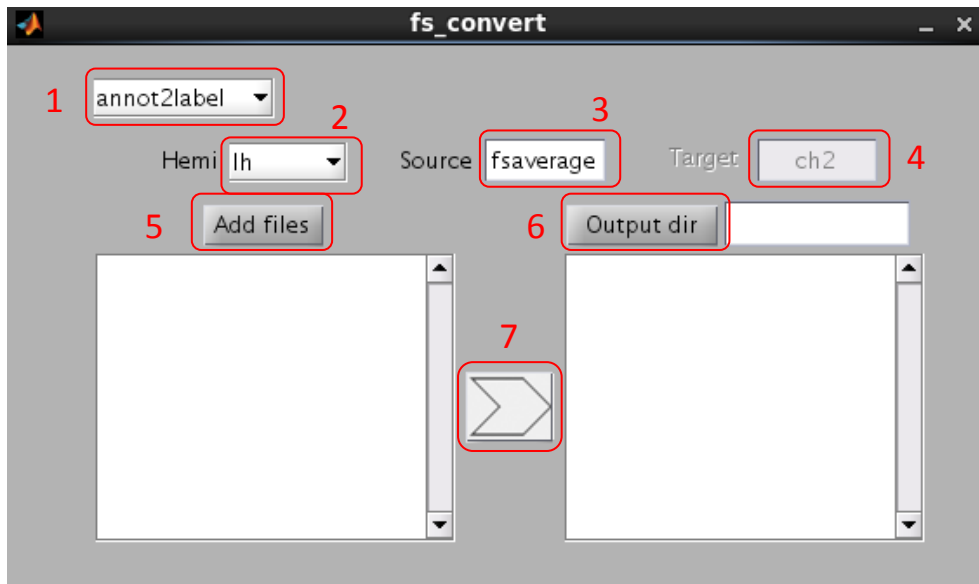 fs_convert
1 annot2label
2 3
Hemi lh Source fsaverage Target ch2 4
5 Add files 6 Output dir
7